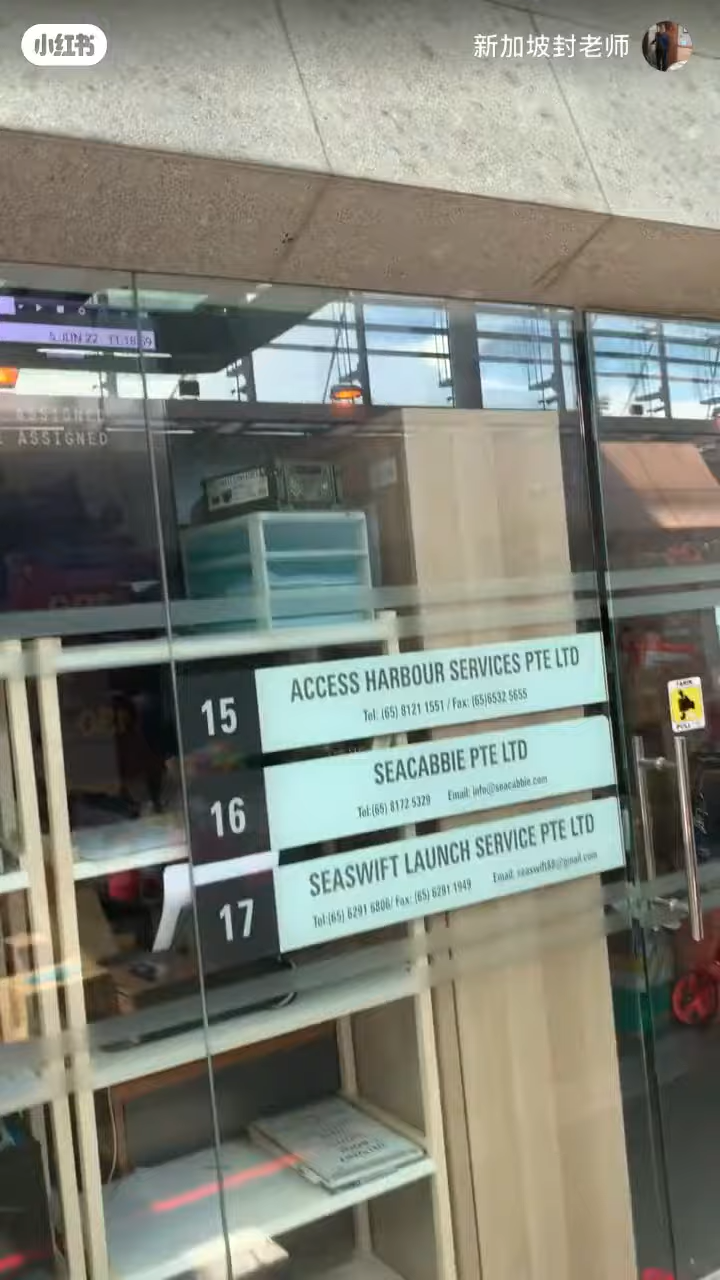 小红书
新加坡封老师
ASSIGNED
ASSIGNED
15
ACCESS HARBOUR SERVICES PTE LTD
Tel: (65) 8121 1551 / Fax: (65)6532 5655
16
SEACABBIE PTE LTD
Tel:(65) 8172 5329 Email: info@seacabbie.com
17
SEASWIFT LAUNCH SERVICE PTE LTD
Tel:(65) 6291 6806/ Fax: (65) 6291 1949 Email: seaswift88@gmail.com